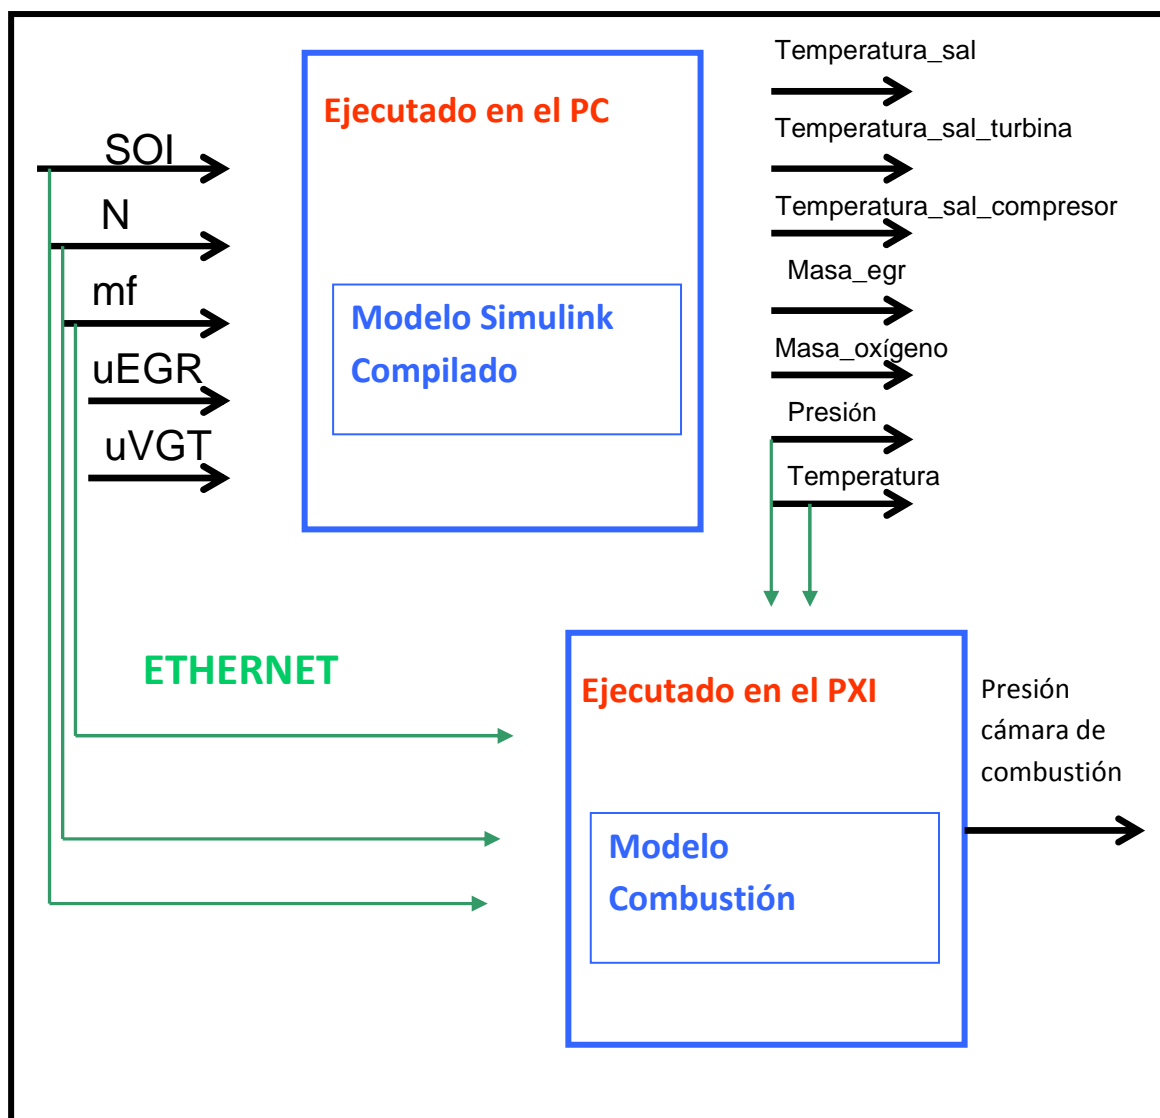 SOI
N
mf
uEGR
uVGT
Ejecutado en el PC
Modelo Simulink
Compilado
Temperatura_sal
Temperatura_sal_turbina
Temperatura_sal_compresor
Masa_egr
Masa_oxígeno
Presión
Temperatura
ETHERNET
Ejecutado en el PXI
Modelo
Combustión
Presión
cámara de
combustión